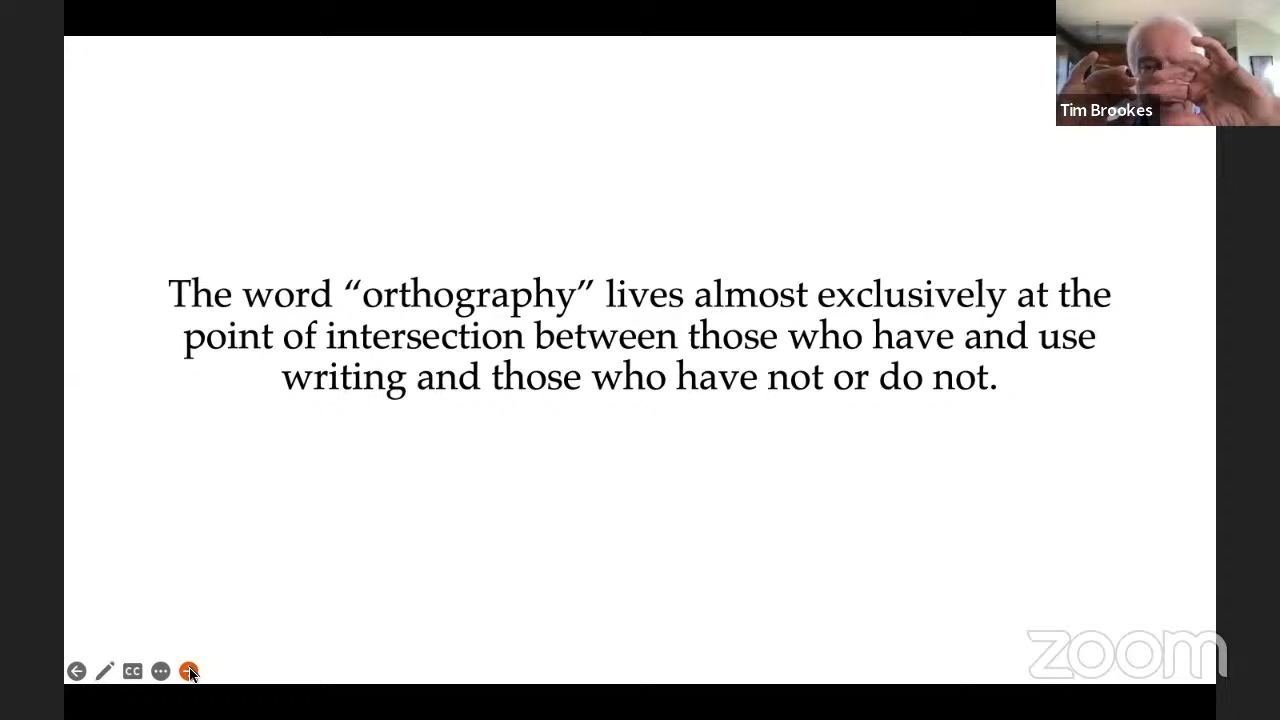 Tim Brookes
The word “orthography” lives almost exclusively at the
point of intersection between those who have and use
writing and those who have not or do not.
CC
zoom